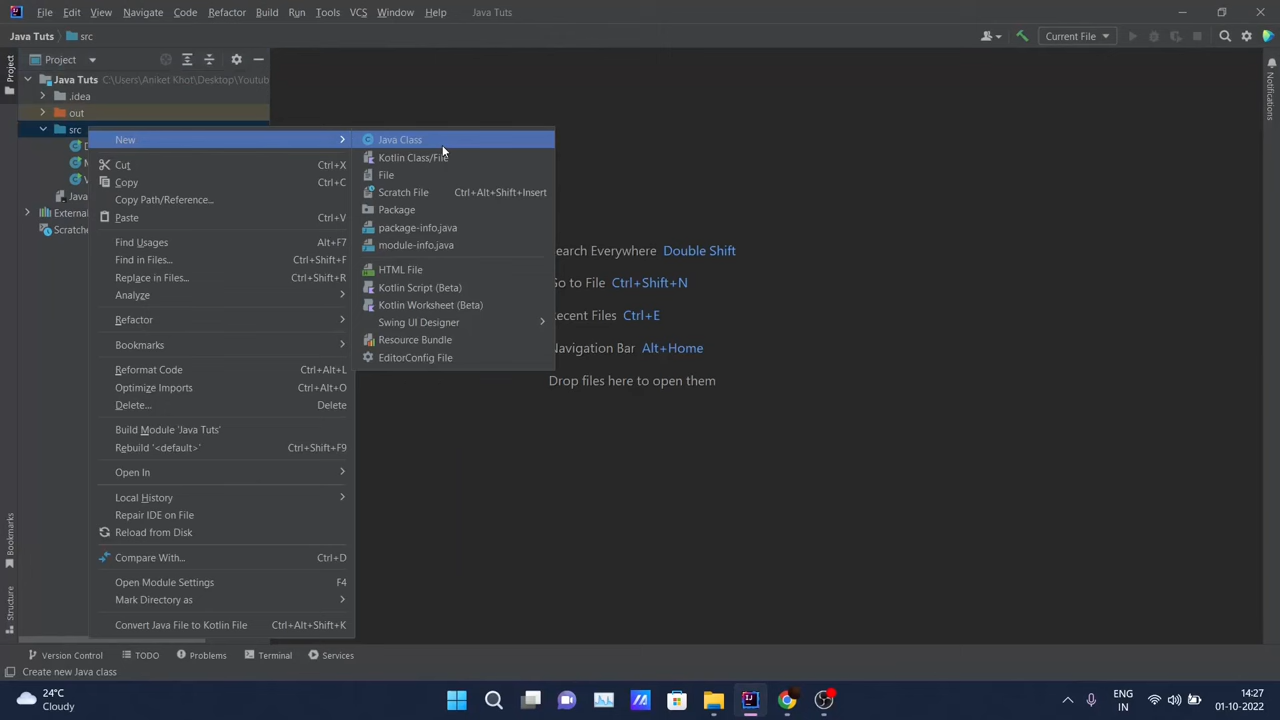 File Edit View Navigate Code Refactor Build Run Tools VCS Window Help Java Tuts
Java Tuts src Current File
Project
Project
Notifications
Java Tuts C:\Users\Aniket Khot\Desktop\Youtub
.idea
out
src
New
Cut Ctrl+X
Copy Ctrl+C
Copy Path/Reference...
Paste Ctrl+V
Find Usages Alt+F7
Find in Files... Ctrl+Shift+F
Replace in Files...
Analyze
Refactor
Bookmarks
Reformat Code Ctrl+Alt+L
Optimize Imports Ctrl+Alt+O
Delete... Delete
Build Module 'Java Tuts'
Rebuild '<default>' Ctrl+Shift+F9
Open In
Local History
Repair IDE on File
Reload from Disk
Compare With... Ctrl+D
Open Module Settings F4
Mark Directory as
Convert Java File to Kotlin File Ctrl+Alt+Shift+K
Java Class
Kotlin Class/File
File
Scratch File Ctrl+Alt+Shift+Insert
Package
package-info.java
module-info.java
HTML File
Kotlin Script (Beta)
Kotlin Worksheet (Beta)
Swing UI Designer
Resource Bundle
EditorConfig File
Java
Extern
Scratche
earch Everywhere Double Shift
o to File Ctrl+Shift+N
ecent Files Ctrl+E
avigation Bar Alt+Home
Drop files here to open them
Bookmarks
Structure
Version Control TODO Problems Terminal Services
Create new Java class
24°C
Cloudy
ENG
IN
14:27
01-10-2022